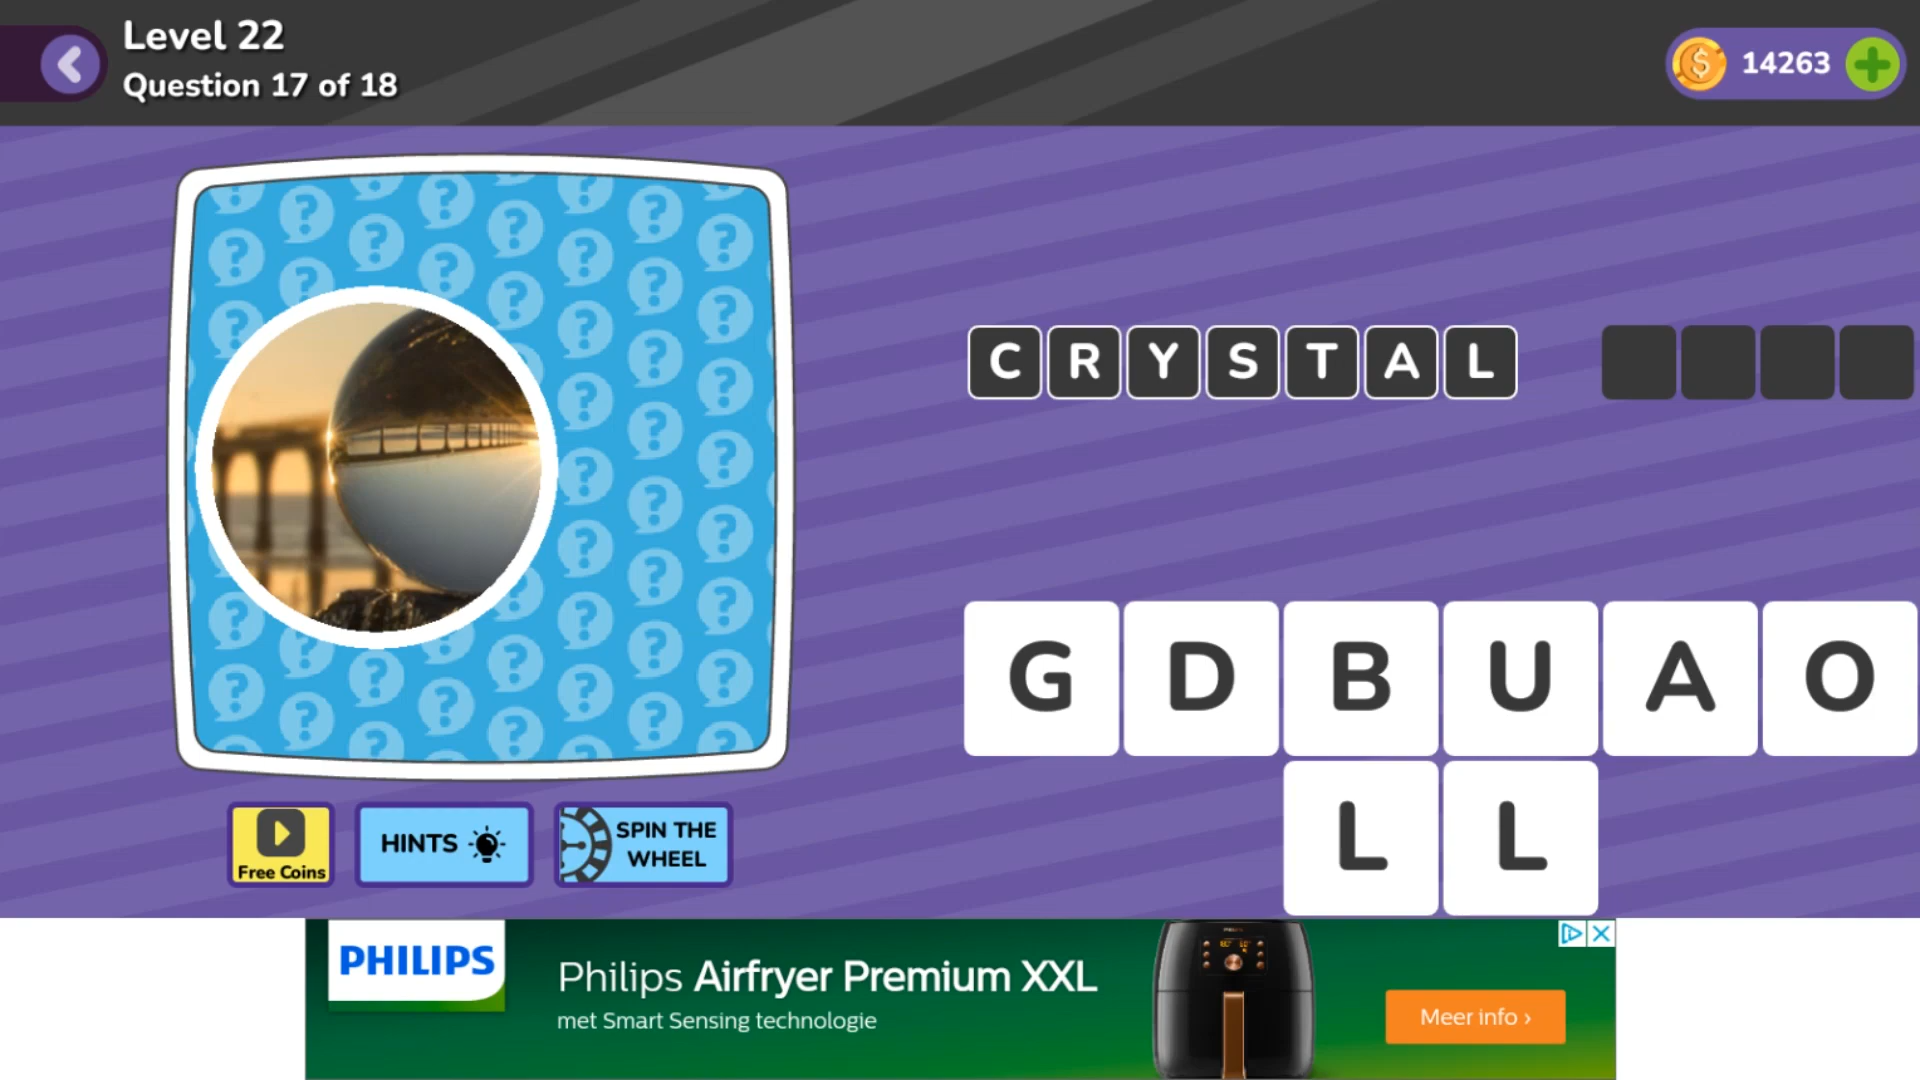 Level 22
Question 17 of 18
14263
CRYSTAL
G D B U A O
L L
Free Coins
HINTS
SPIN THE
WHEEL
PHILIPS
Philips Airfryer Premium XXL
met Smart Sensing technologie
Meer info ›